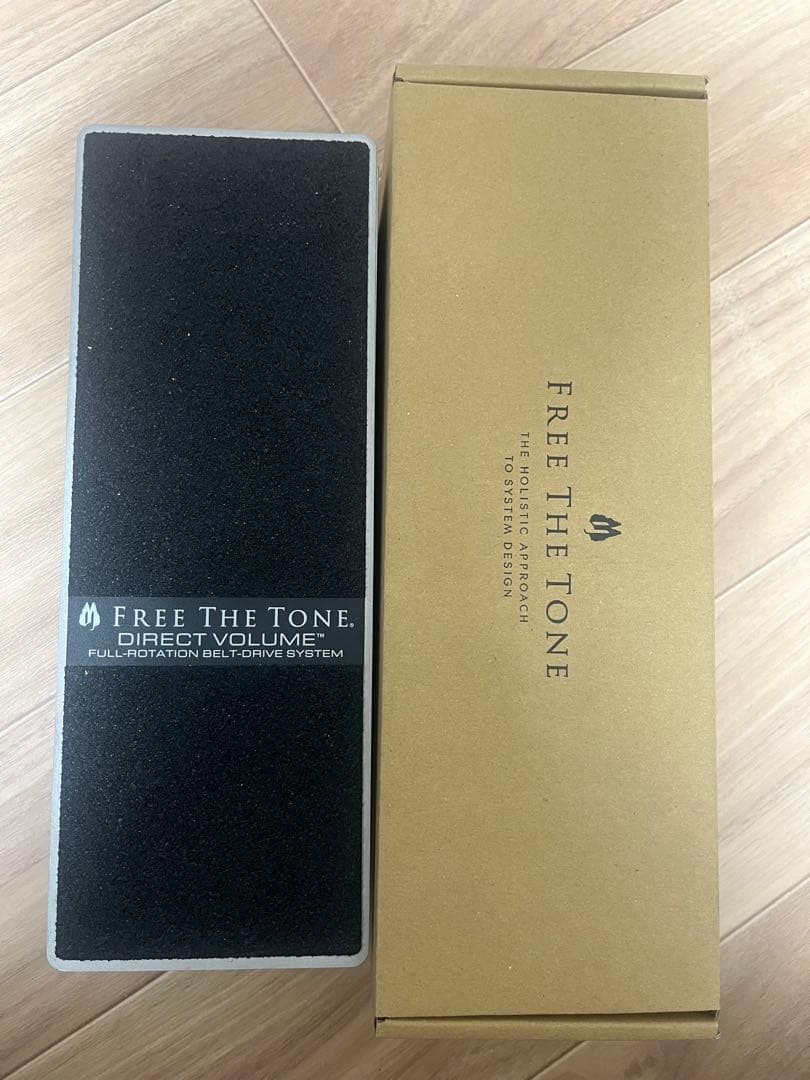 FREE THE TONE®
DIRECT VOLUME™
FULL-ROTATION BELT-DRIVE SYSTEM
FREE THE TONE
THE HOLISTIC APPROACH
TO SYSTEM DESIGN